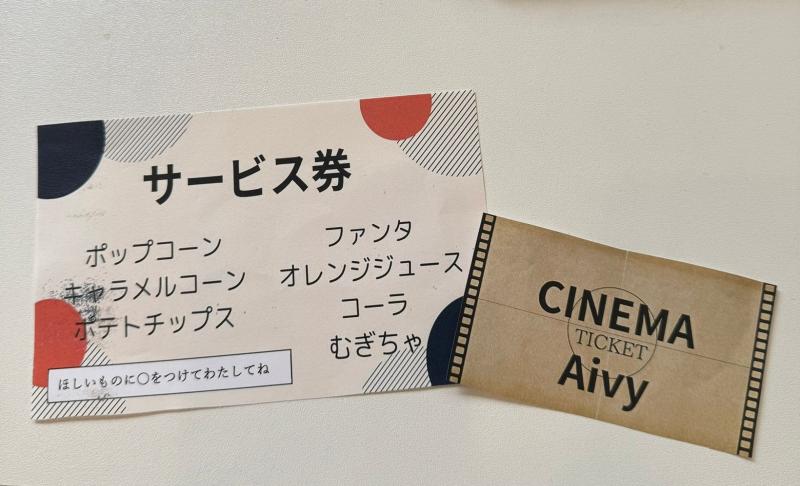 サービス券
ポップコーン
キャラメルコーン
ポテトチップス
ファンタ
オレンジジュース
コーラ
むぎちゃ
ほしいものに○をつけてわたしてね
CINEMA
TICKET
Aivy